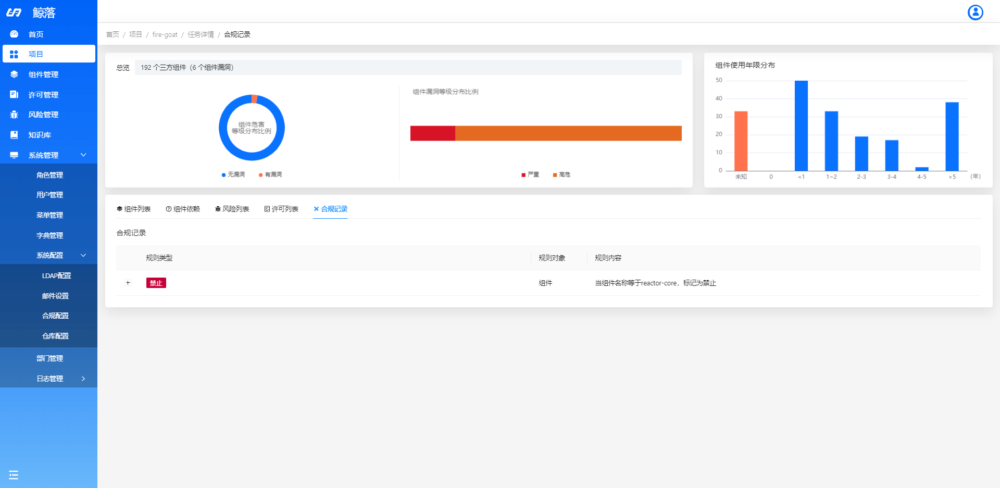 鲸落
首页
项目
组件管理
许可管理
风险管理
知识库
系统管理
角色管理
用户管理
菜单管理
字典管理
系统配置
LDAP配置
邮件设置
合规配置
仓库配置
部门管理
日志管理
首页 / 项目 / fire-goat / 任务详情 / 合规记录
总览 192 个三方组件（6 个组件漏洞）
组件危害
等级分布比例
无漏洞 有漏洞
组件漏洞等级分布比例
严重 高危
组件使用年限分布
50
40
30
20
10
0
未知 0 <1 1~2 2-3 3-4 4-5 >5 (年)
组件列表 组件依赖 风险列表 许可列表 合规记录
合规记录
规则类型 规则对象 规则内容
+ 禁止 组件 当组件名称等于reactor-core，标记为禁止